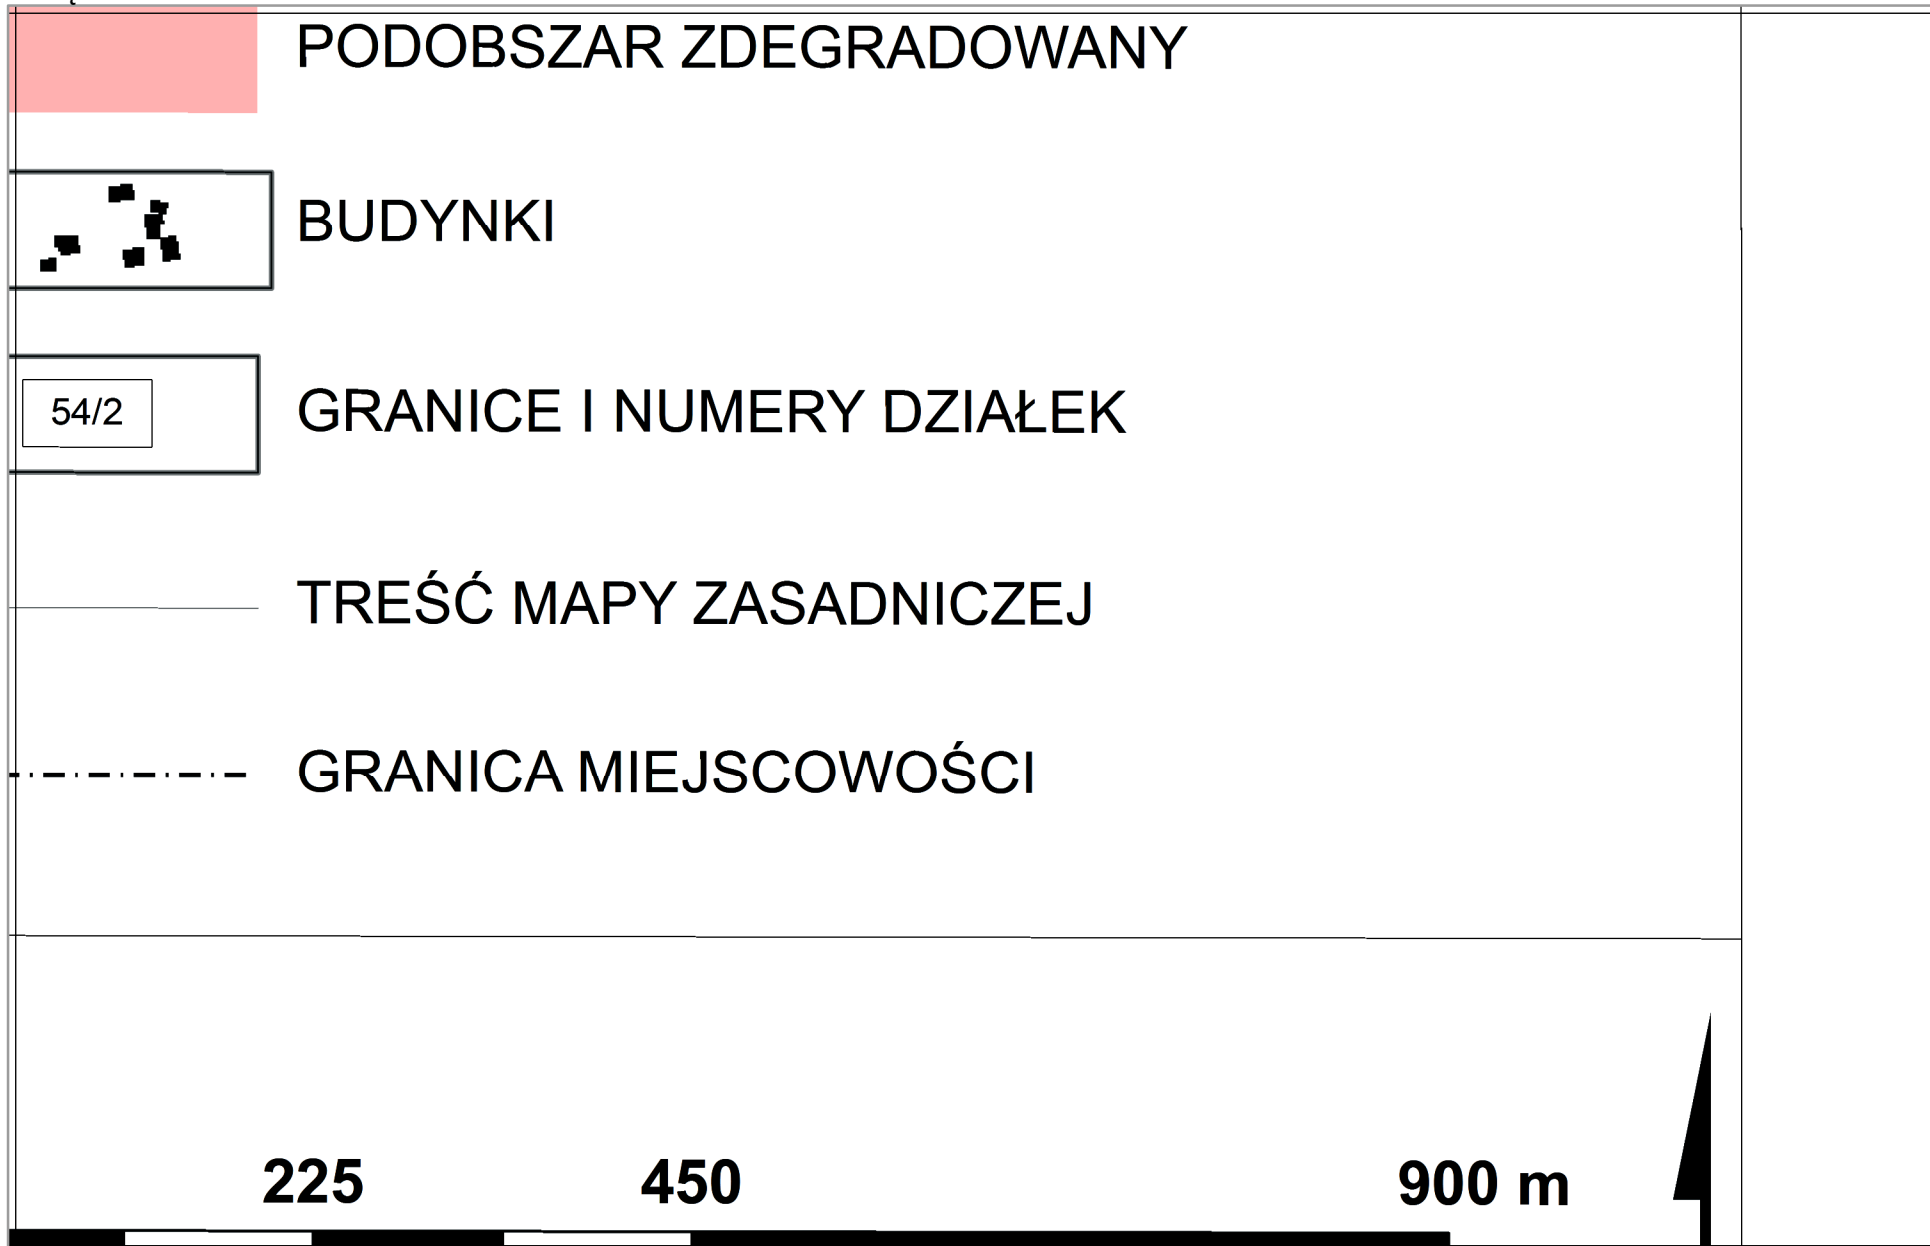 PODOBSZAR ZDEGRADOWANY
BUDYNKI
54/2 GRANICE I NUMERY DZIAŁEK
TREŚĆ MAPY ZASADNICZEJ
GRANICA MIEJSCOWOŚCI
225 450 900 m